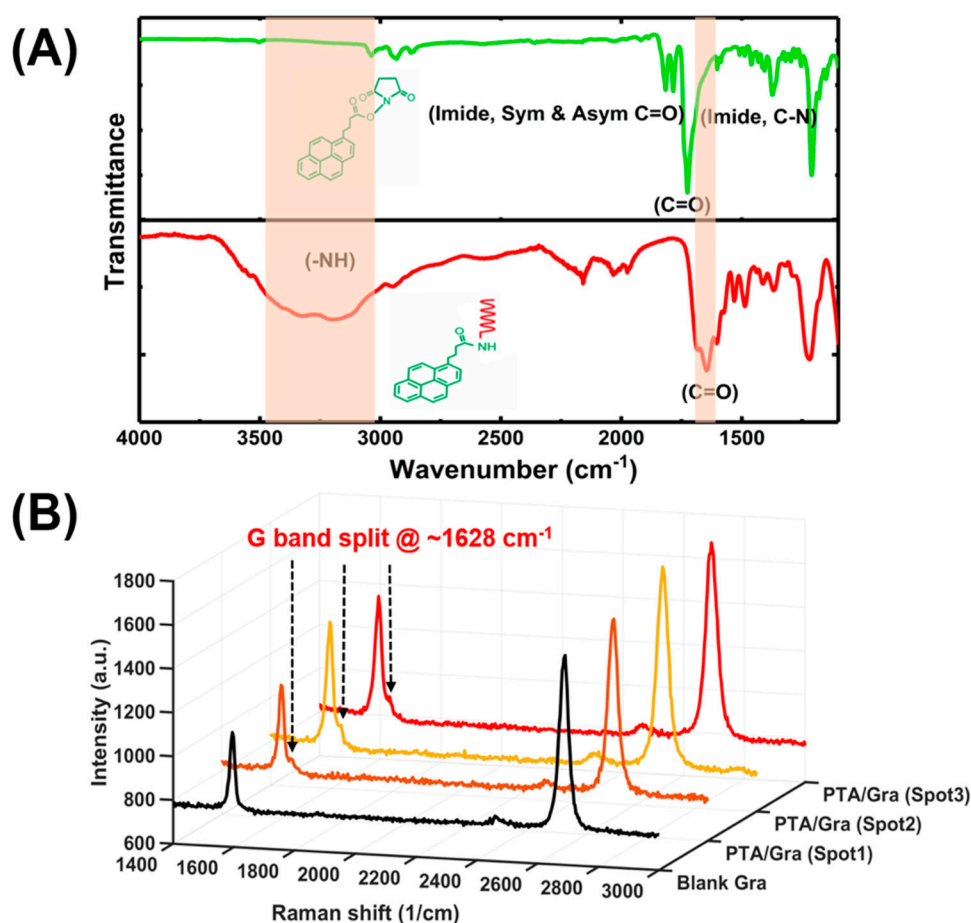 (A)
Transmittance
(Imide, Sym & Asym C=O)
(Imide, C-N)
(C=O)
O
N
O
O
O
(-NH)
O
NH
(C=O)
4000 3500 3000 2500 2000 1500
Wavenumber (cm⁻¹)
(B)
G band split @ ~1628 cm⁻¹
Intensity (a.u.)
1800
1600
1400
1200
1000
800
600
1400 1600 1800 2000 2200 2400 2600 2800 3000
Raman shift (1/cm)
PTA/Gra (Spot3)
PTA/Gra (Spot2)
PTA/Gra (Spot1)
Blank Gra